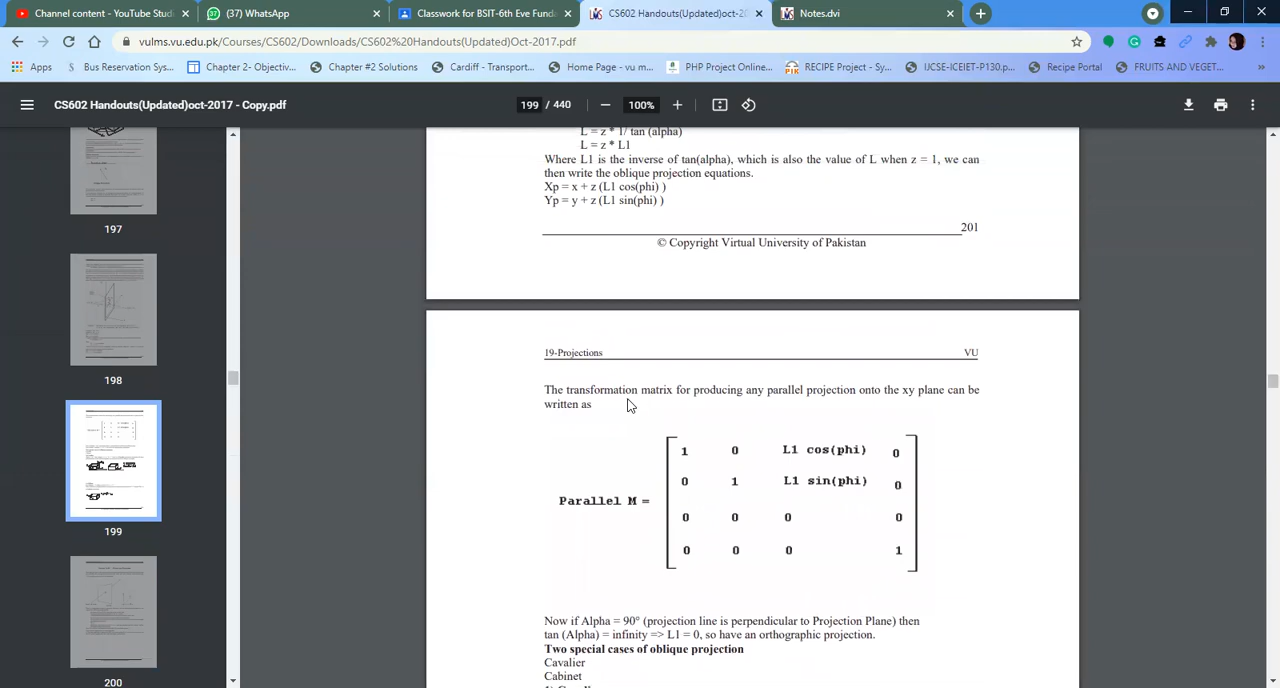 Channel content - YouTube Stud
(37) WhatsApp
Classwork for BSIT-6th Eve Fund
CS602 Handouts(Updated)oct-20
Notes.dvi
vulms.vu.edu.pk/Courses/CS602/Downloads/CS602%20Handouts(Updated)Oct-2017.pdf
Apps
Bus Reservation Sys...
Chapter 2- Objectiv...
Chapter #2 Solutions
Cardiff - Transport...
Home Page - vu m...
PHP Project Online...
RECIPE Project - Sy...
IJCSE-ICEIET-P130.p...
Recipe Portal
FRUITS AND VEGET...
CS602 Handouts(Updated)oct-2017 - Copy.pdf
199 / 440
100%
197
198
199
200
L = z * 1/ tan (alpha)
L = z * L1
Where L1 is the inverse of tan(alpha), which is also the value of L when z = 1, we can
then write the oblique projection equations.
Xp = x + z (L1 cos(phi) )
Yp = y + z (L1 sin(phi) )
201
© Copyright Virtual University of Pakistan
19-Projections VU
The transformation matrix for producing any parallel projection onto the xy plane can be
written as
1 0 L1 cos(phi) 0
0 1 L1 sin(phi) 0
Parallel M =
0 0 0 0
0 0 0 1
Now if Alpha = 90° (projection line is perpendicular to Projection Plane) then
tan (Alpha) = infinity => L1 = 0, so have an orthographic projection.
Two special cases of oblique projection
Cavalier
Cabinet